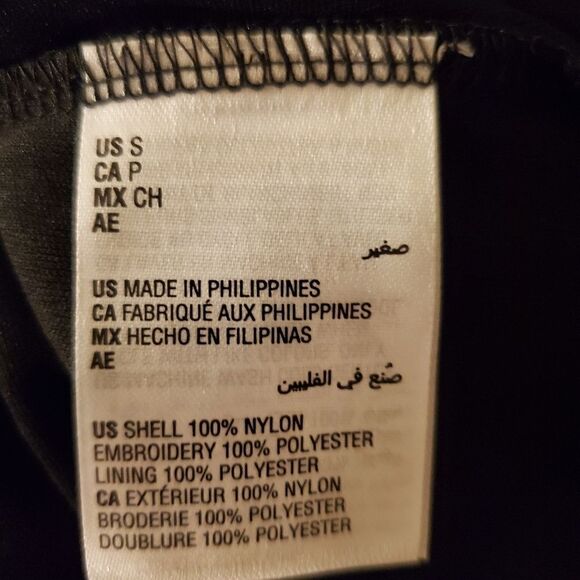 US S
CA P
MX CH
AE
صغير
US MADE IN PHILIPPINES
CA FABRIQUÉ AUX PHILIPPINES
MX HECHO EN FILIPINAS
AE
صُنع في الفليبين
US SHELL 100% NYLON
EMBROIDERY 100% POLYESTER
LINING 100% POLYESTER
CA EXTÉRIEUR 100% NYLON
BRODERIE 100% POLYESTER
DOUBLURE 100% POLYESTER